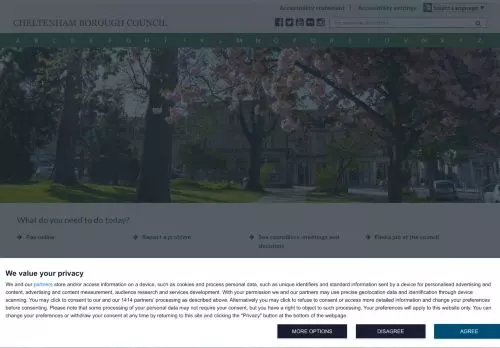 Accessibility statement | Accessibility settings Select Language
CHELTENHAM BOROUGH COUNCIL
A B C D E F G H I J K L M N O P Q R S T U V W X Y Z
What do you need to do today?
Pay online
Report a problem
See councillors, meetings and decisions
Find a job at the council
We value your privacy
We and our partners store and/or access information on a device, such as cookies and process personal data, such as unique identifiers and standard information sent by a device for personalised advertising and
content, advertising and content measurement, audience research and services development. With your permission we and our partners may use precise geolocation data and identification through device
scanning. You may click to consent to our and our 1414 partners' processing as described above. Alternatively you may click to refuse to consent or access more detailed information and change your preferences
before consenting. Please note that some processing of your personal data may not require your consent, but you have a right to object to such processing. Your preferences will apply to this website only. You can
change your preferences or withdraw your consent at any time by returning to this site and clicking the "Privacy" button at the bottom of the webpage.
MORE OPTIONS
DISAGREE
AGREE